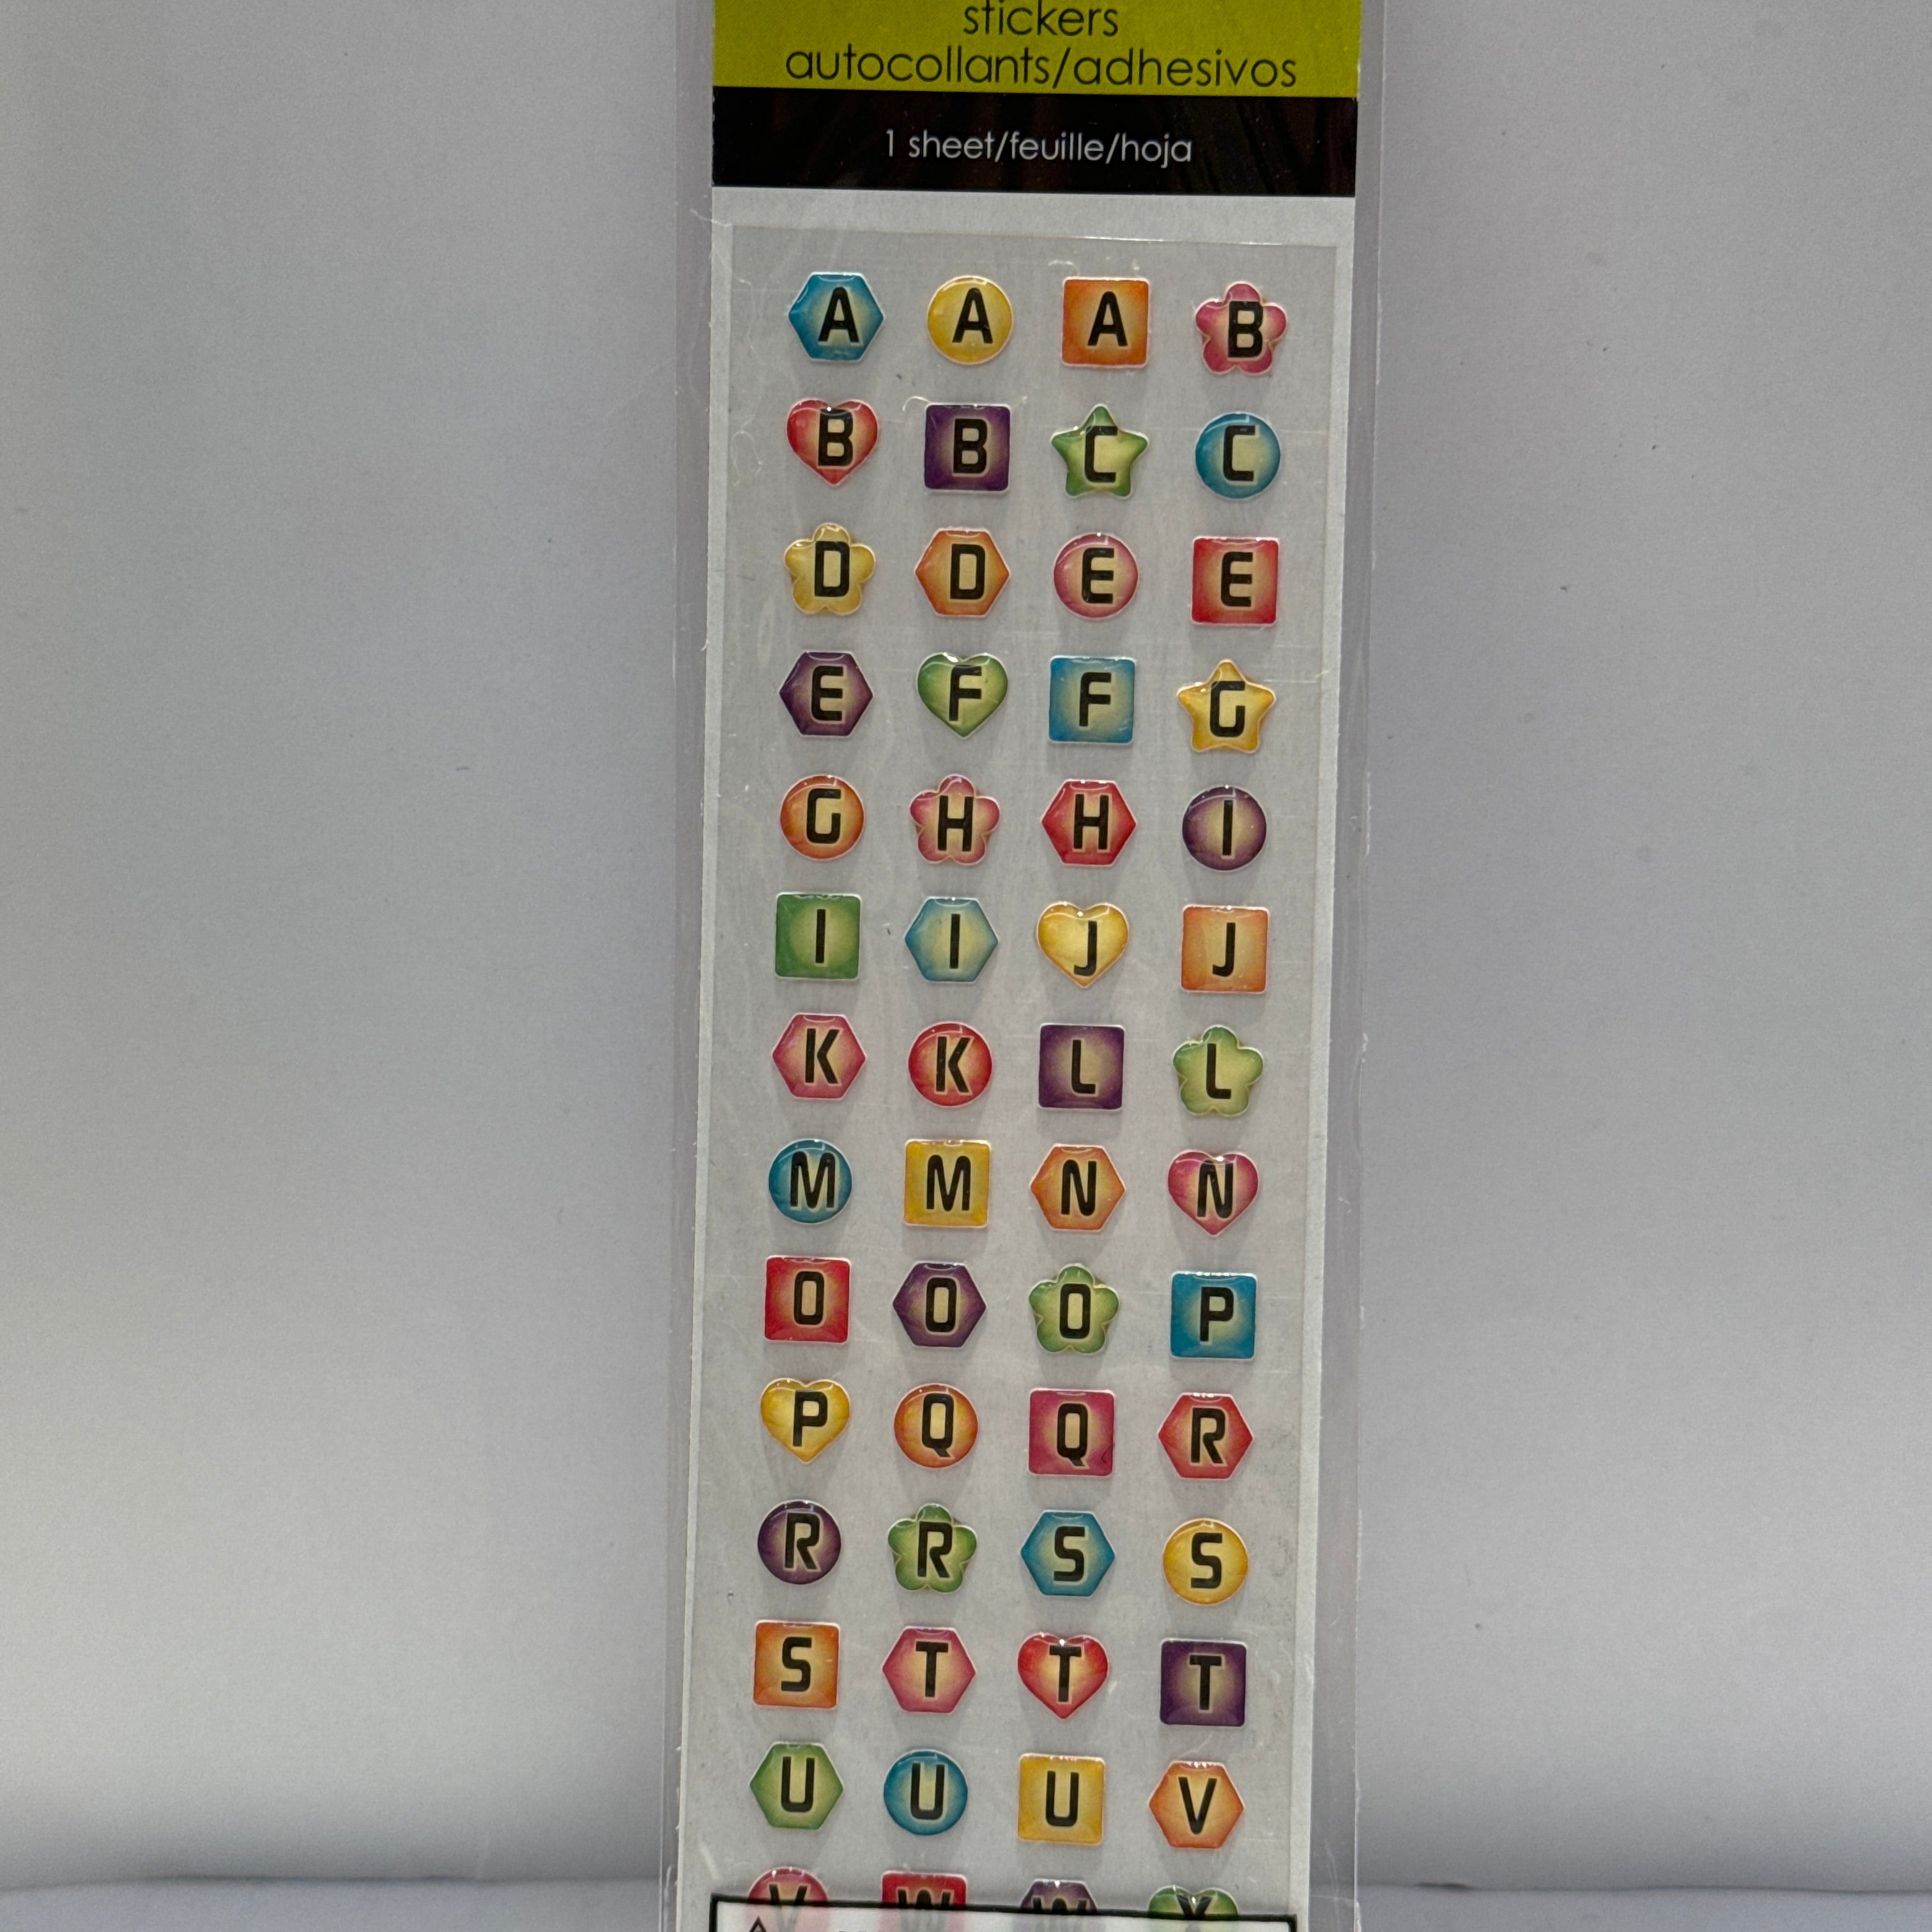 stickers
autocollants/adhesivos
1 sheet/feuille/hoja
A A A B
B B C C
D D E E
E F F G
G H H I
I I J J
K K L L
M M N N
O O O P
P Q Q R
R R S S
S T T T
U U U V
V W W X